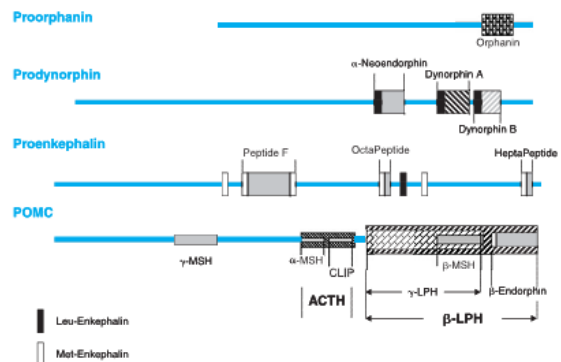 Proorphanin
Orphanin
α-Neoendorphin
Dynorphin A
Prodynorphin
Dynorphin B
Proenkephalin
Peptide F
OctaPeptide
HeptaPeptide
POMC
γ-MSH
α-MSH
CLIP
β-MSH
γ-LPH
β-Endorphin
ACTH
β-LPH
Leu-Enkephalin
Met-Enkephalin